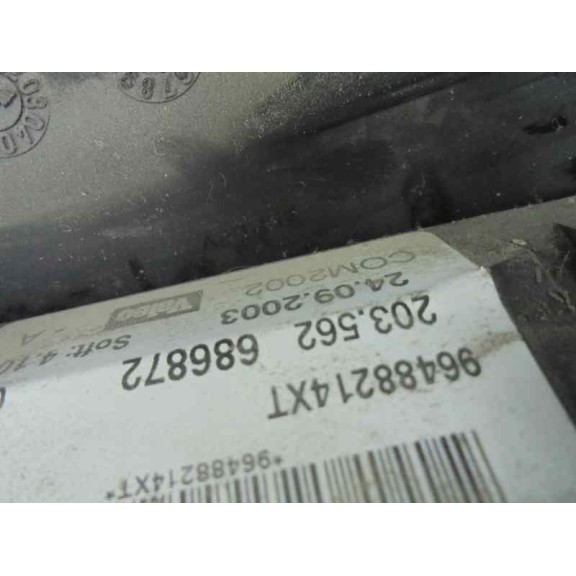 *96488214XT*
96488214XT
203.562 686872
24.09.2003 Soft: 4.10
COM2002 Valeo